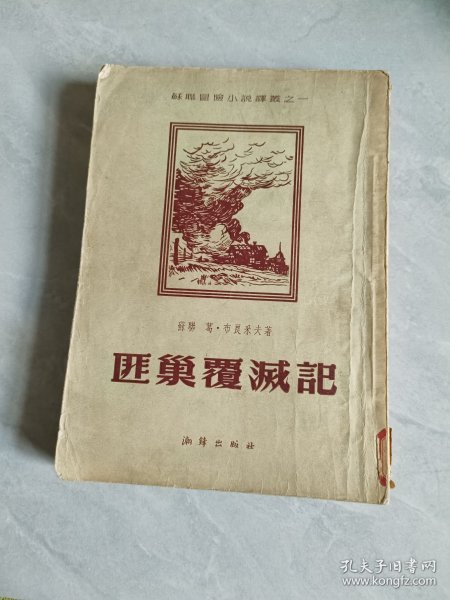 蘇聯冒險小說譯叢之一
蘇聯 葛·布良采夫著
匪巢覆滅記
潮鋒出版社
孔夫子旧书网
www.kongfz.com